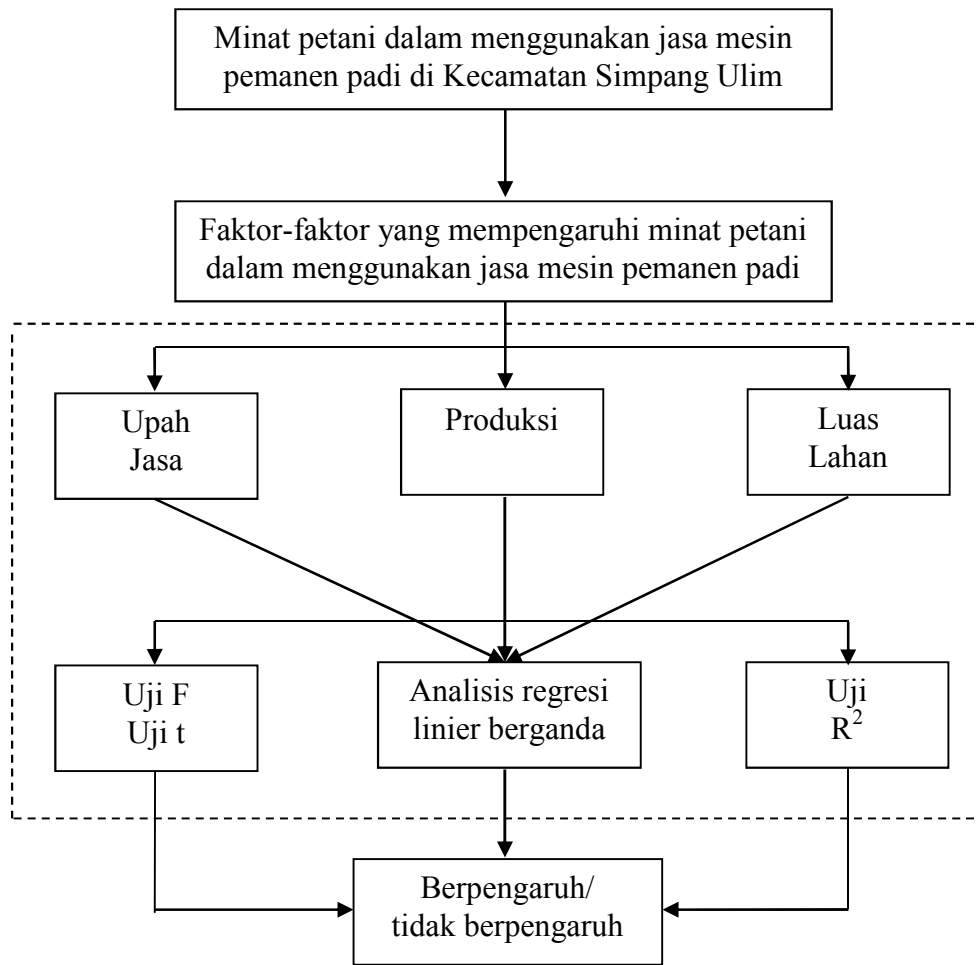 Minat petani dalam menggunakan jasa mesin
pemanen padi di Kecamatan Simpang Ulim
Faktor-faktor yang mempengaruhi minat petani
dalam menggunakan jasa mesin pemanen padi
Upah
Jasa
Produksi
Luas
Lahan
Uji F
Uji t
Analisis regresi
linier berganda
Uji
R²
Berpengaruh/
tidak berpengaruh